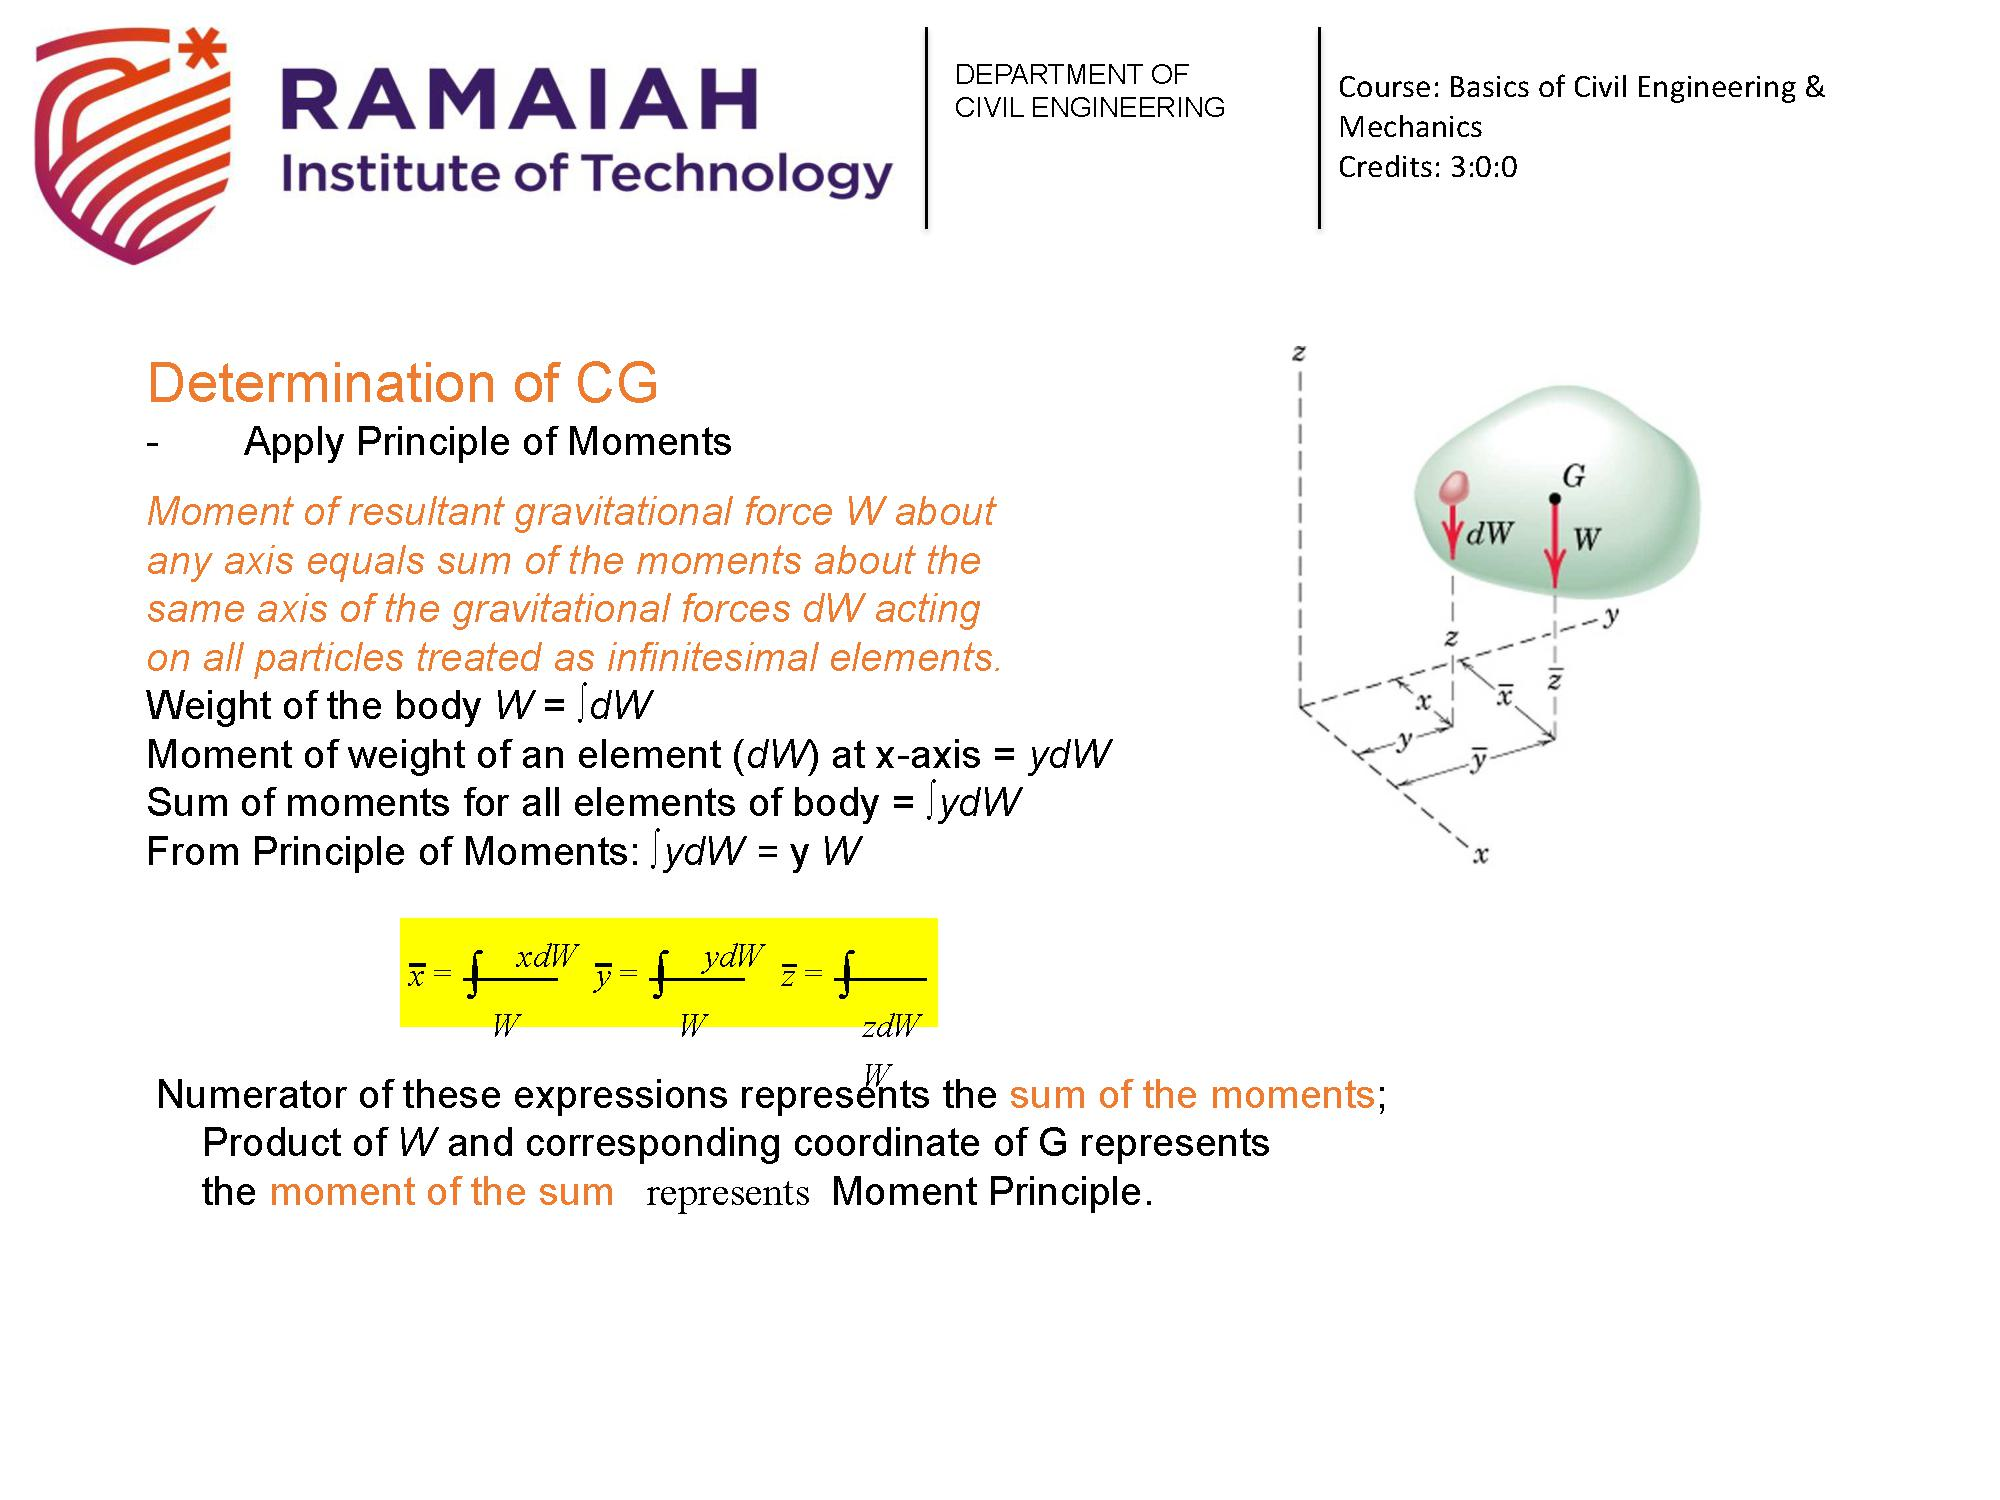 RAMAIAH
Institute of Technology
DEPARTMENT OF
CIVIL ENGINEERING
Course: Basics of Civil Engineering &
Mechanics
Credits: 3:0:0
Determination of CG
- Apply Principle of Moments
Moment of resultant gravitational force W about
any axis equals sum of the moments about the
same axis of the gravitational forces dW acting
on all particles treated as infinitesimal elements.
Weight of the body W = ∫dW
Moment of weight of an element (dW) at x-axis = ydW
Sum of moments for all elements of body = ∫ydW
From Principle of Moments: ∫ydW = y W
z
G
dW
W
y
z
z̅
x
x̅
y
y̅
x
x̅ = ∫ xdW y̅ = ∫ ydW z̅ = ∫
W W zdW
W
Numerator of these expressions represents the sum of the moments;
Product of W and corresponding coordinate of G represents
the moment of the sum represents Moment Principle.